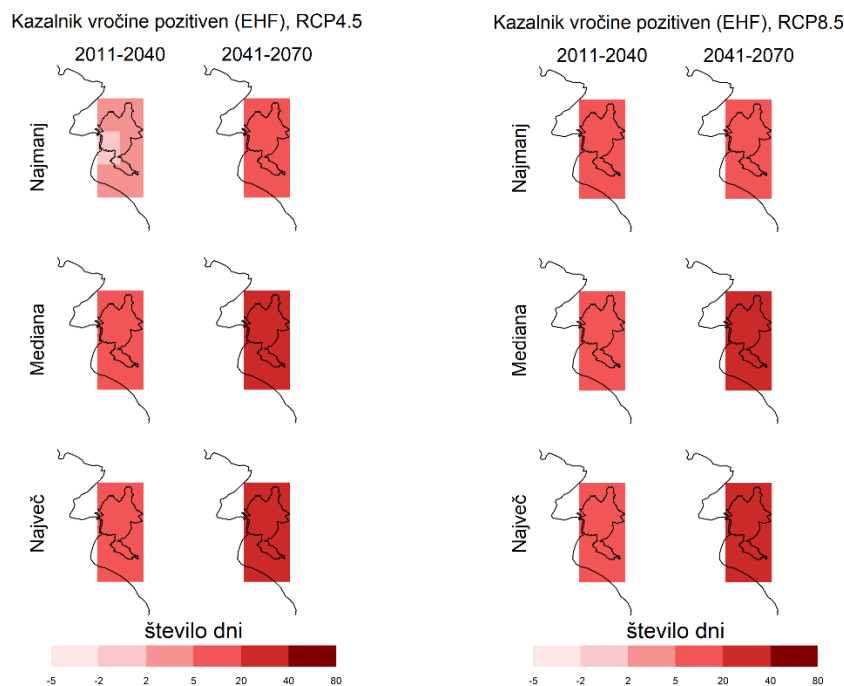 Kazalnik vročine pozitiven (EHF), RCP4.5
2011-2040 2041-2070
Najmanj
Mediana
Največ
število dni
-5 -2 2 5 20 40 80
Kazalnik vročine pozitiven (EHF), RCP8.5
2011-2040 2041-2070
Najmanj
Mediana
Največ
število dni
-5 -2 2 5 20 40 80